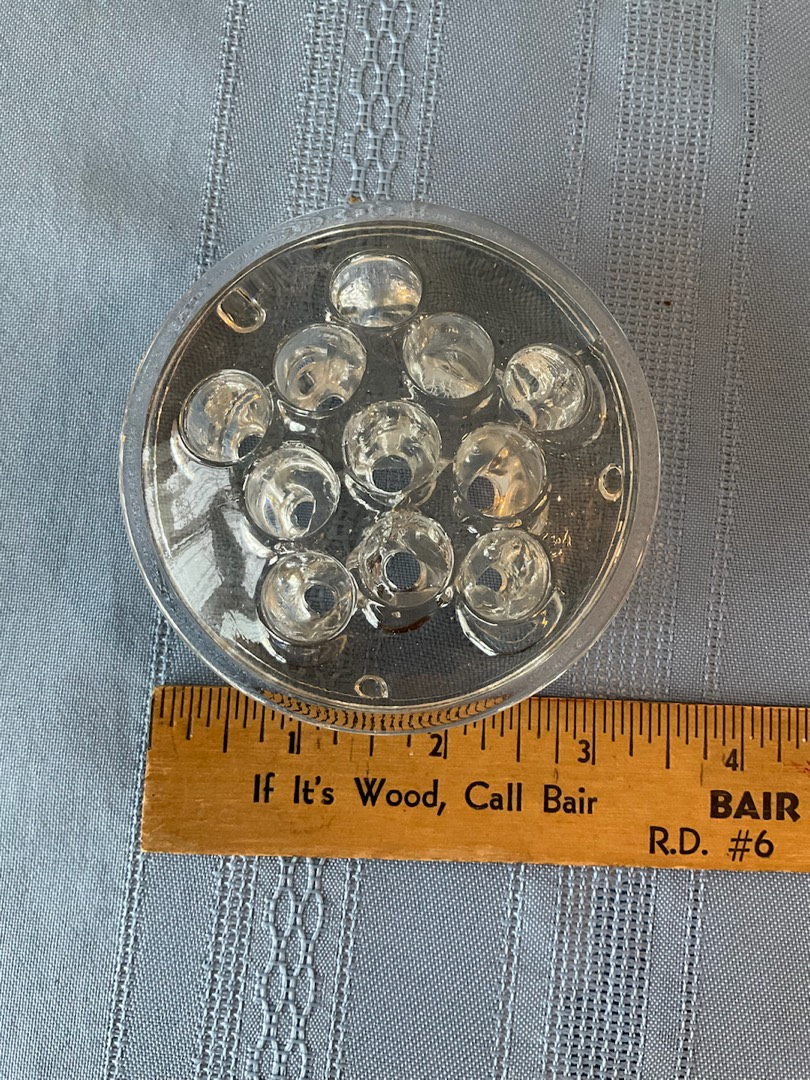 1 2 3 4
If It's Wood, Call Bair
BAIR
R.D. #6